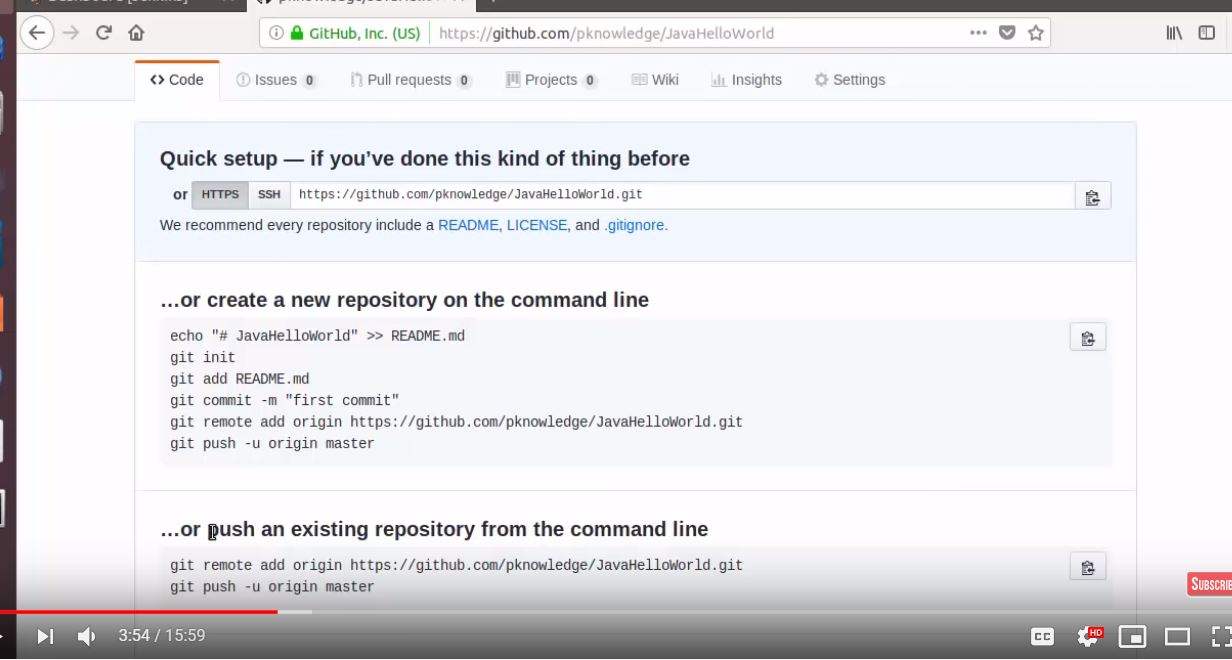 GitHub, Inc. (US) https://github.com/pknowledge/JavaHelloWorld
Code Issues 0 Pull requests 0 Projects 0 Wiki Insights Settings
Quick setup — if you’ve done this kind of thing before
or HTTPS SSH https://github.com/pknowledge/JavaHelloWorld.git
We recommend every repository include a README, LICENSE, and .gitignore.
…or create a new repository on the command line
echo "# JavaHelloWorld" >> README.md
git init
git add README.md
git commit -m "first commit"
git remote add origin https://github.com/pknowledge/JavaHelloWorld.git
git push -u origin master
…or push an existing repository from the command line
git remote add origin https://github.com/pknowledge/JavaHelloWorld.git
git push -u origin master
SUBSCRIBE
3:54 / 15:59 CC HD